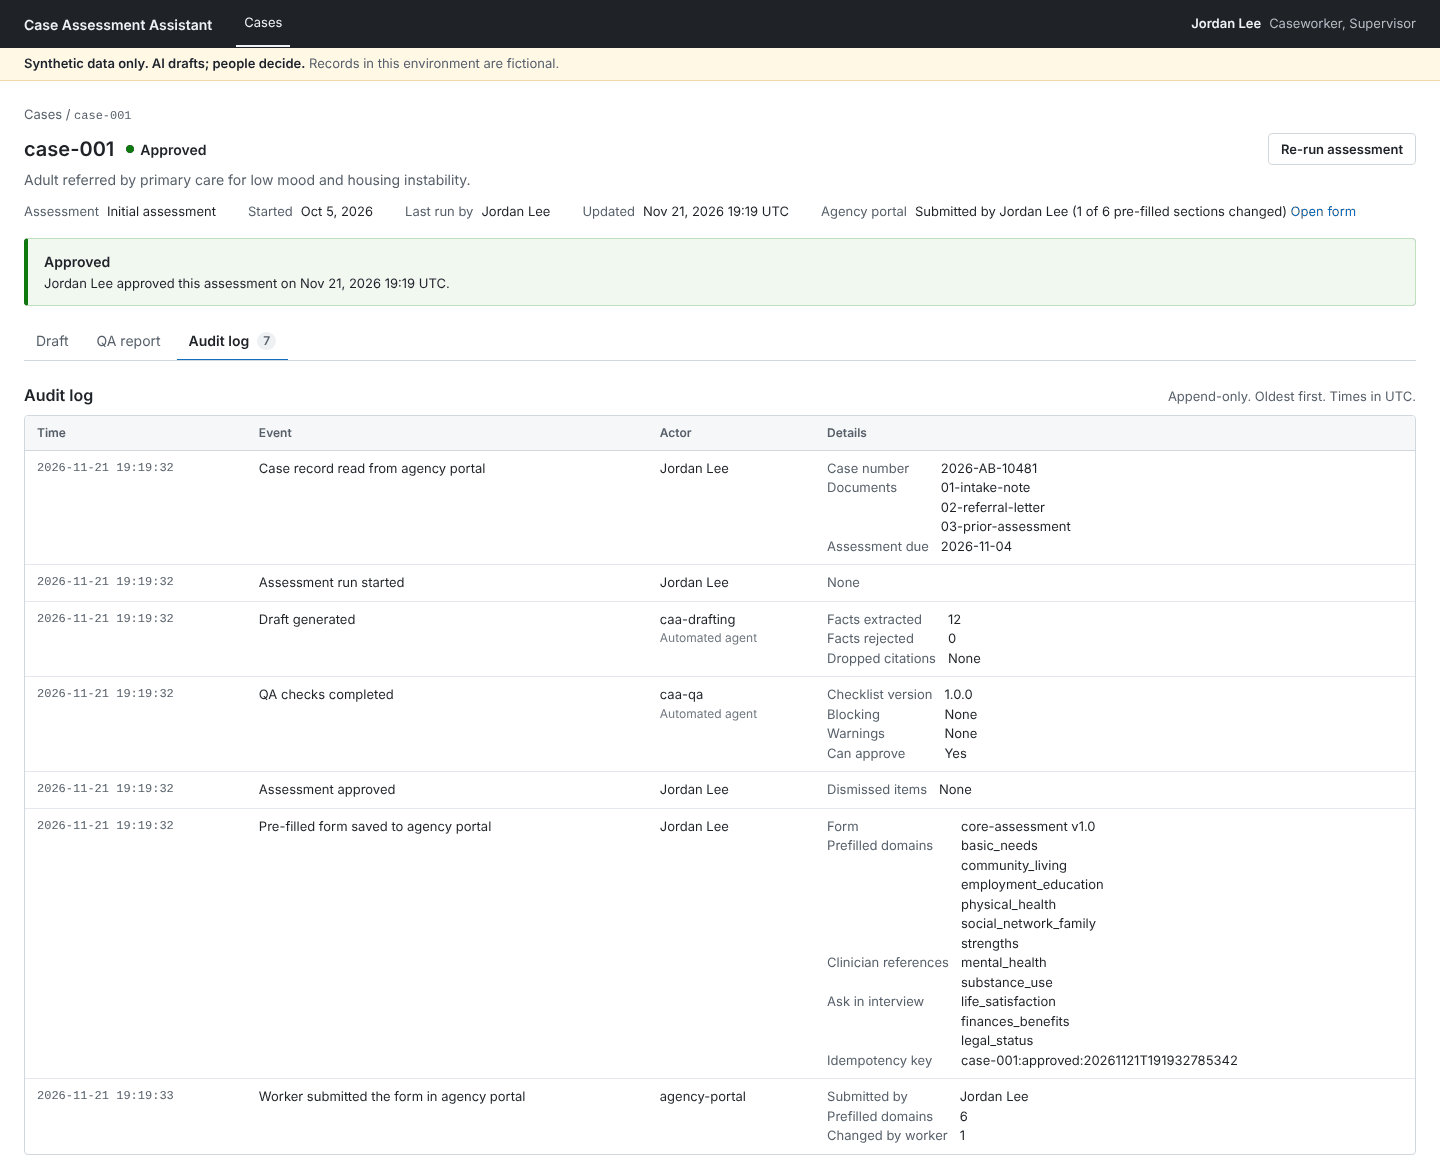 Case Assessment Assistant
Cases
Jordan Lee Caseworker, Supervisor
Synthetic data only. AI drafts; people decide. Records in this environment are fictional.
Cases / case-001
case-001 Approved
Re-run assessment
Adult referred by primary care for low mood and housing instability.
Assessment Initial assessment Started Oct 5, 2026 Last run by Jordan Lee Updated Nov 21, 2026 19:19 UTC Agency portal Submitted by Jordan Lee (1 of 6 pre-filled sections changed) Open form
Approved
Jordan Lee approved this assessment on Nov 21, 2026 19:19 UTC.
Draft QA report Audit log 7
Audit log
Append-only. Oldest first. Times in UTC.
Time Event Actor Details
2026-11-21 19:19:32 Case record read from agency portal Jordan Lee Case number 2026-AB-10481
Documents 01-intake-note
02-referral-letter
03-prior-assessment
Assessment due 2026-11-04
2026-11-21 19:19:32 Assessment run started Jordan Lee None
2026-11-21 19:19:32 Draft generated caa-drafting Facts extracted 12
Automated agent Facts rejected 0
Dropped citations None
2026-11-21 19:19:32 QA checks completed caa-qa Checklist version 1.0.0
Automated agent Blocking None
Warnings None
Can approve Yes
2026-11-21 19:19:32 Assessment approved Jordan Lee Dismissed items None
2026-11-21 19:19:32 Pre-filled form saved to agency portal Jordan Lee Form core-assessment v1.0
Prefilled domains basic_needs
community_living
employment_education
physical_health
social_network_family
strengths
Clinician references mental_health
substance_use
Ask in interview life_satisfaction
finances_benefits
legal_status
Idempotency key case-001:approved:20261121T191932785342
2026-11-21 19:19:33 Worker submitted the form in agency portal agency-portal Submitted by Jordan Lee
Prefilled domains 6
Changed by worker 1